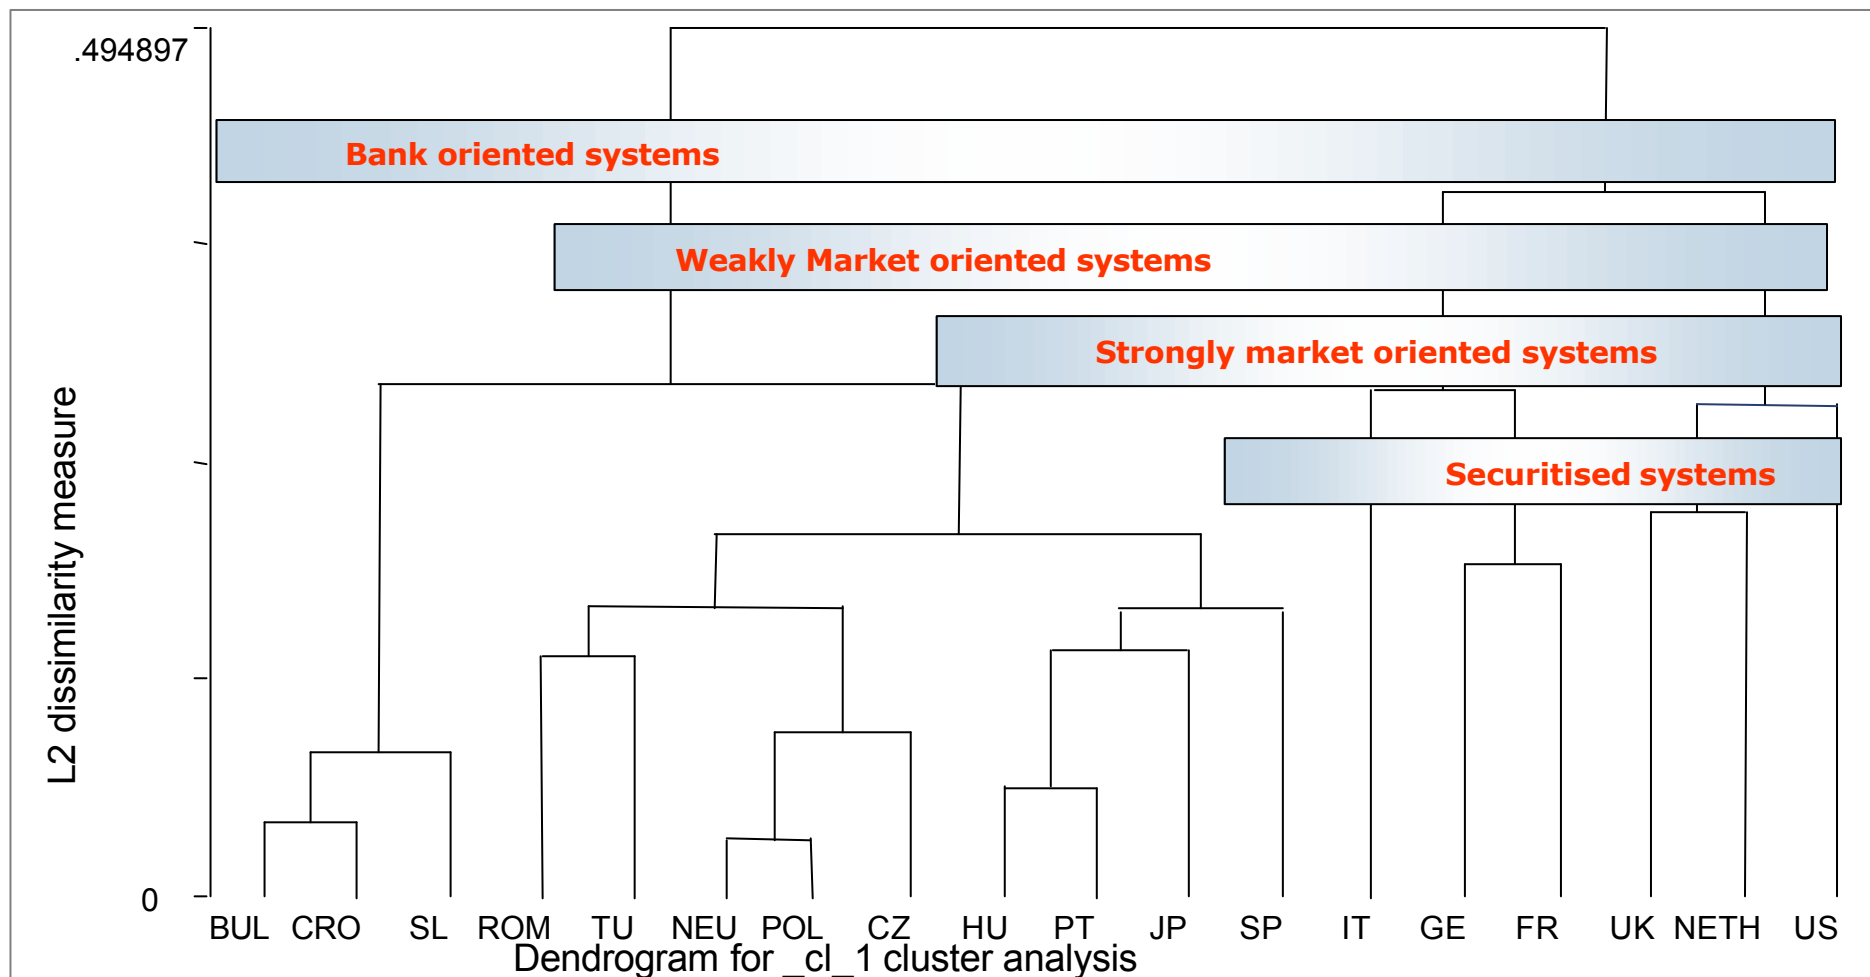 .494897
Bank oriented systems
Weakly Market oriented systems
Strongly market oriented systems
Securitised systems
L2 dissimilarity measure
0
BUL CRO SL ROM TU NEU POL CZ HU PT JP SP IT GE FR UK NETH US
Dendrogram for _cl_1 cluster analysis